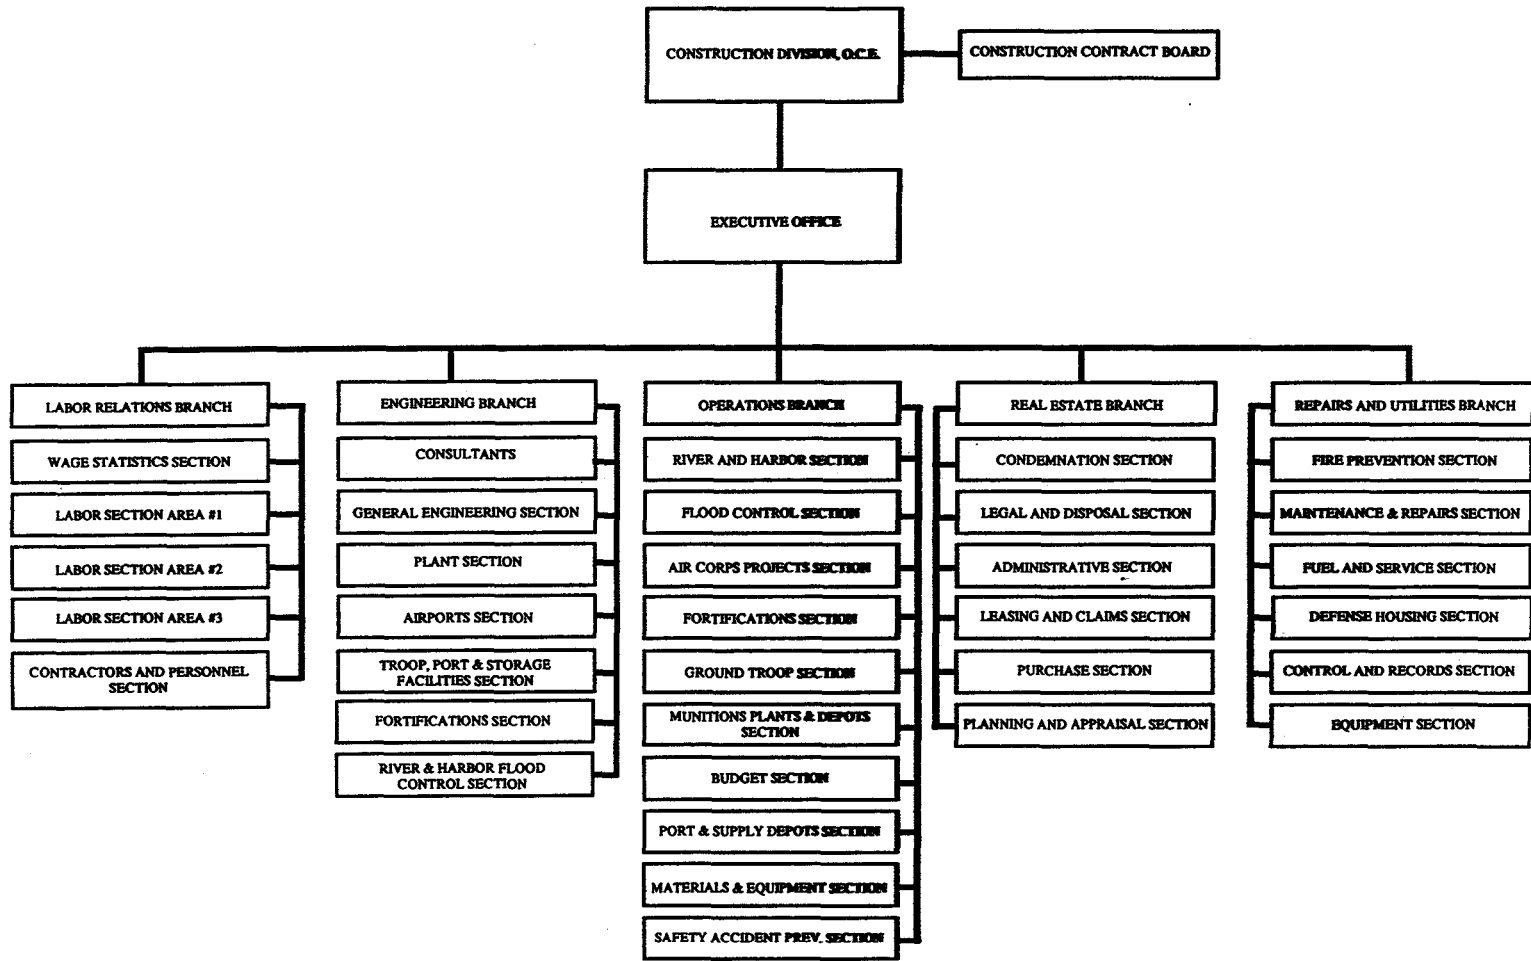 CONSTRUCTION DIVISION, O.C.E.
CONSTRUCTION CONTRACT BOARD
EXECUTIVE OFFICE
LABOR RELATIONS BRANCH
WAGE STATISTICS SECTION
LABOR SECTION AREA #1
LABOR SECTION AREA #2
LABOR SECTION AREA #3
CONTRACTORS AND PERSONNEL
SECTION
ENGINEERING BRANCH
CONSULTANTS
GENERAL ENGINEERING SECTION
PLANT SECTION
AIRPORTS SECTION
TROOP, PORT & STORAGE
FACILITIES SECTION
FORTIFICATIONS SECTION
RIVER & HARBOR FLOOD
CONTROL SECTION
OPERATIONS BRANCH
RIVER AND HARBOR SECTION
FLOOD CONTROL SECTION
AIR CORPS PROJECTS SECTION
FORTIFICATIONS SECTION
GROUND TROOP SECTION
MUNITIONS PLANTS & DEPOTS
SECTION
BUDGET SECTION
PORT & SUPPLY DEPOTS SECTION
MATERIALS & EQUIPMENT SECTION
SAFETY ACCIDENT PREV. SECTION
REAL ESTATE BRANCH
CONDEMNATION SECTION
LEGAL AND DISPOSAL SECTION
ADMINISTRATIVE SECTION
LEASING AND CLAIMS SECTION
PURCHASE SECTION
PLANNING AND APPRAISAL SECTION
REPAIRS AND UTILITIES BRANCH
FIRE PREVENTION SECTION
MAINTENANCE & REPAIRS SECTION
FUEL AND SERVICE SECTION
DEFENSE HOUSING SECTION
CONTROL AND RECORDS SECTION
EQUIPMENT SECTION